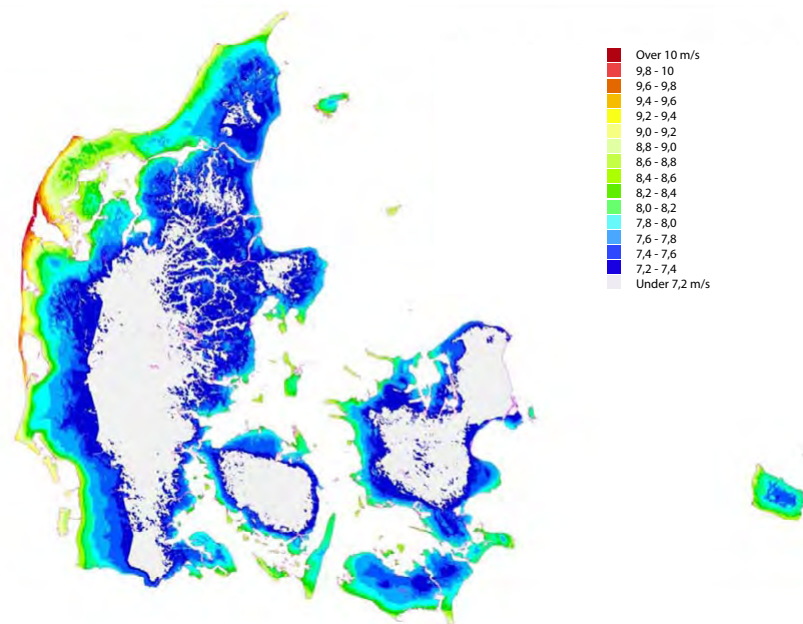 Over 10 m/s
9,8 - 10
9,6 - 9,8
9,4 - 9,6
9,2 - 9,4
9,0 - 9,2
8,8 - 9,0
8,6 - 8,8
8,4 - 8,6
8,2 - 8,4
8,0 - 8,2
7,8 - 8,0
7,6 - 7,8
7,4 - 7,6
7,2 - 7,4
Under 7,2 m/s